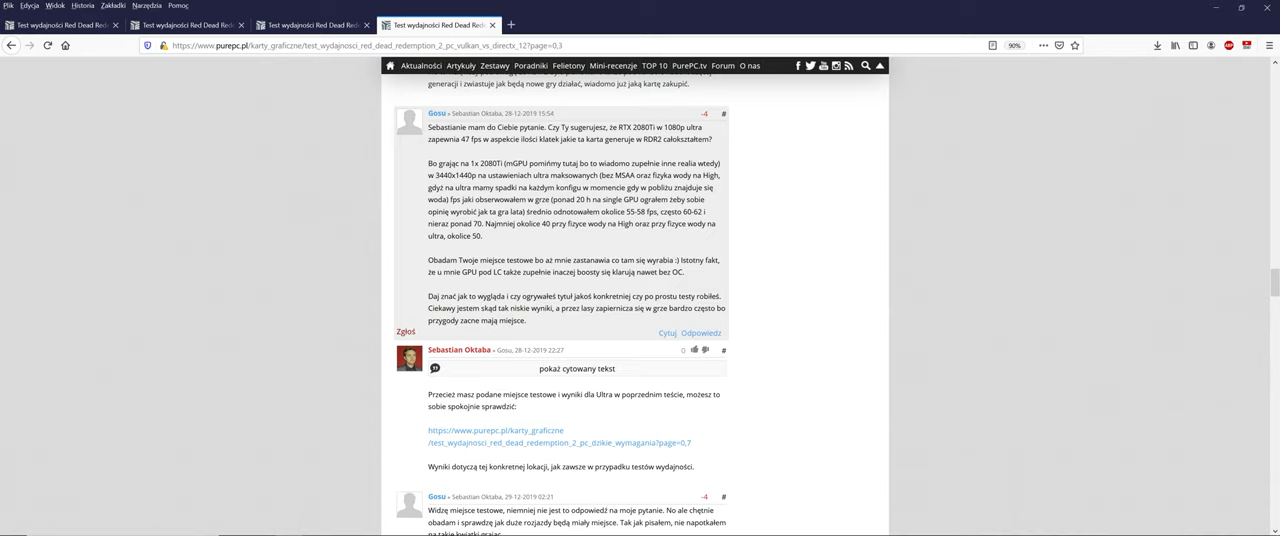 Plik Edycja Widok Historia Zakładki Narzędzia Pomoc
Test wydajności Red Dead Rede
Test wydajności Red Dead Rede
Test wydajności Red Dead Rede
Test wydajności Red Dead Rede
https://www.purepc.pl/karty_graficzne/test_wydajnosci_red_dead_redemption_2_pc_vulkan_vs_directx_12?page=0,3
90%
ABP
Aktualności Artykuły Zestawy Poradniki Felietony Mini-recenzje TOP 10 PurePC.tv Forum O nas
generacji i zwiastuje jak będą nowe gry działać, wiadomo już jaką kartę zakupić.
Gosu » Sebastian Oktaba, 28-12-2019 15:54 -4 #
Sebastianie mam do Ciebie pytanie. Czy Ty sugerujesz, że RTX 2080Ti w 1080p ultra
zapewnia 47 fps w aspekcie ilości klatek jakie ta karta generuje w RDR2 całokształtem?
Bo grając na 1x 2080Ti (mGPU pomińmy tutaj bo to wiadomo zupełnie inne realia wtedy)
w 3440x1440p na ustawieniach ultra maksowanych (bez MSAA oraz fizyka wody na High,
gdyż na ultra mamy spadki na każdym konfigu w momencie gdy w pobliżu znajduje się
woda) fps jaki obserwowałem w grze (ponad 20 h na single GPU ograłem żeby sobie
opinię wyrobić jak ta gra lata) średnio odnotowałem okolice 55-58 fps, często 60-62 i
nieraz ponad 70. Najmniej okolice 40 przy fizyce wody na High oraz przy fizyce wody na
ultra, okolice 50.
Obadam Twoje miejsce testowe bo aż mnie zastanawia co tam się wyrabia :) Istotny fakt,
że u mnie GPU pod LC także zupełnie inaczej boosty się klarują nawet bez OC.
Daj znać jak to wygląda i czy ogrywałeś tytuł jakoś konkretniej czy po prostu testy robiłeś.
Ciekawy jestem skąd tak niskie wyniki, a przez lasy zapiernicza się w grze bardzo często bo
przygody zacne mają miejsce.
Zgłoś
Cytuj Odpowiedz
Sebastian Oktaba » Gosu, 28-12-2019 22:27 0 #
pokaż cytowany tekst
Przecież masz podane miejsce testowe i wyniki dla Ultra w poprzednim teście, możesz to
sobie spokojnie sprawdzić:
https://www.purepc.pl/karty_graficzne
/test_wydajnosci_red_dead_redemption_2_pc_dzikie_wymagania?page=0,7
Wyniki dotyczą tej konkretnej lokacji, jak zawsze w przypadku testów wydajności.
Gosu » Sebastian Oktaba, 29-12-2019 02:21 -4 #
Widzę miejsce testowe, niemniej nie jest to odpowiedź na moje pytanie. No ale chętnie
obadam i sprawdzę jak duże rozjazdy będą miały miejsce. Tak jak pisałem, nie napotkałem
na takie kwiatki grając